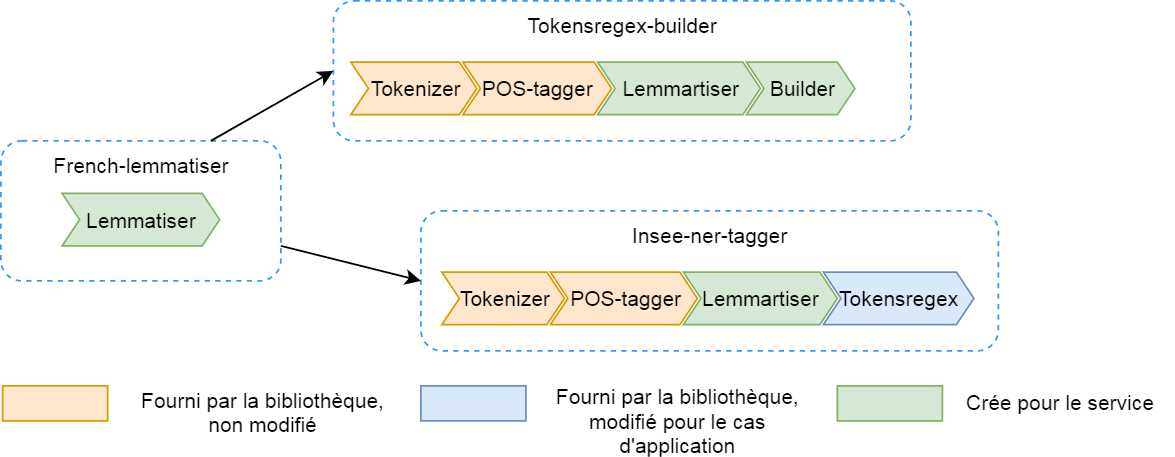 Tokensregex-builder
Tokenizer
POS-tagger
Lemmartiser
Builder
French-lemmatiser
Lemmatiser
Insee-ner-tagger
Tokenizer
POS-tagger
Lemmartiser
Tokensregex
Fourni par la bibliothèque,
non modifié
Fourni par la bibliothèque,
modifié pour le cas
d'application
Crée pour le service